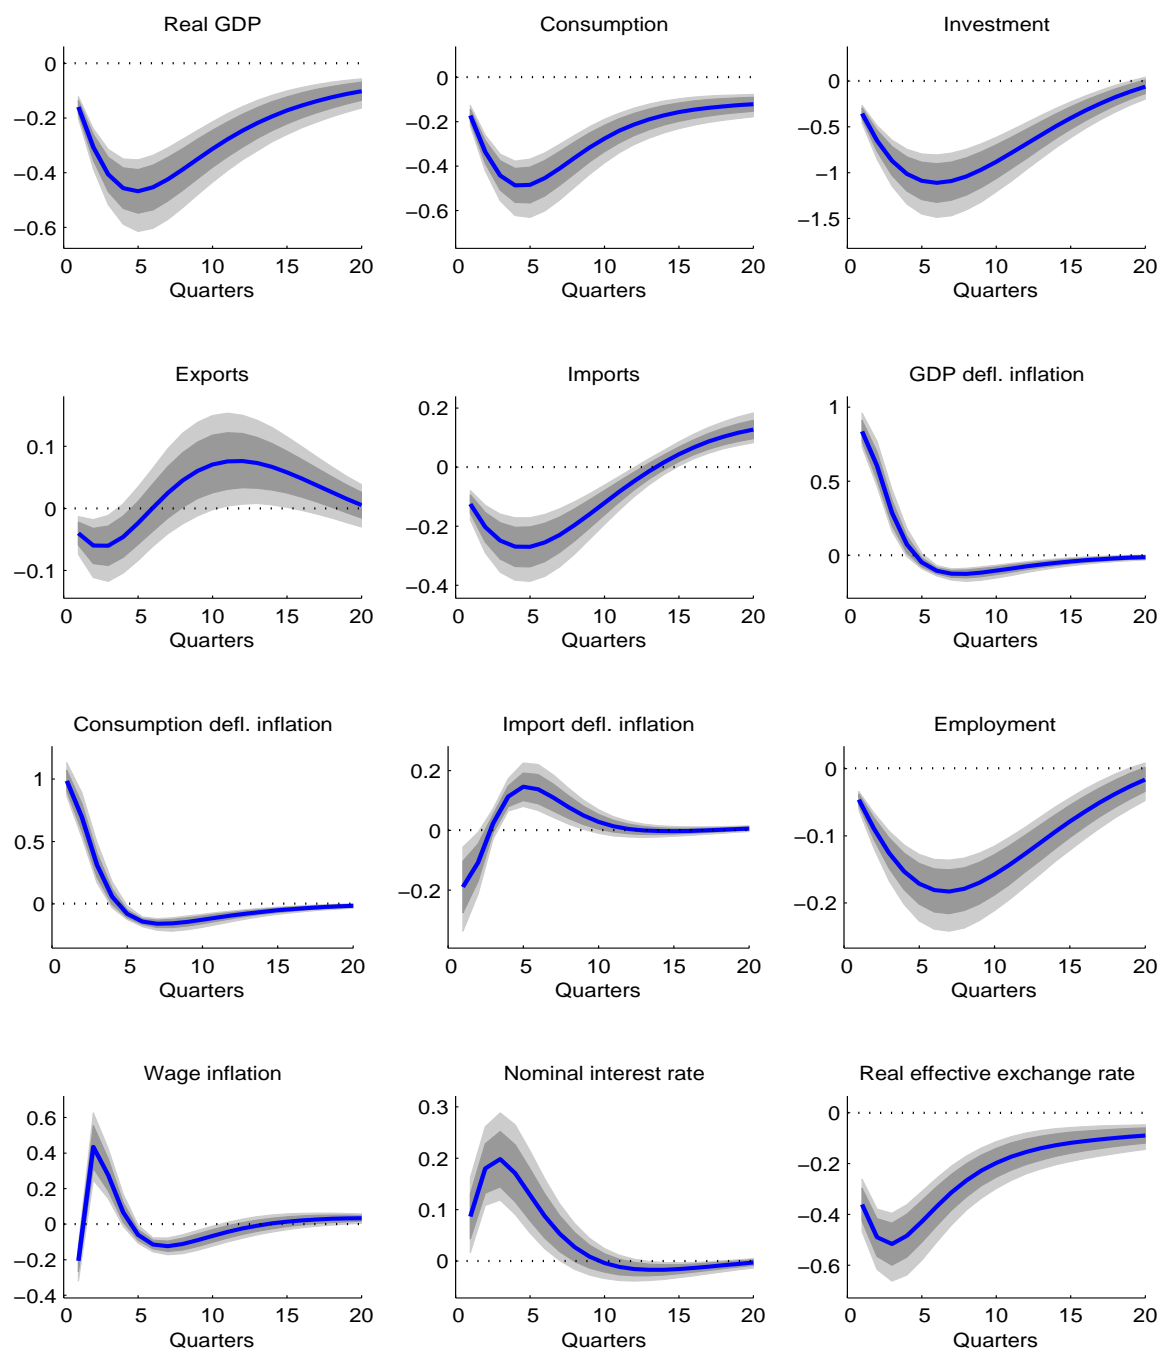 Real GDP
0
−0.2
−0.4
−0.6
0 5 10 15 20
Quarters
Consumption
0
−0.2
−0.4
−0.6
0 5 10 15 20
Quarters
Investment
0
−0.5
−1
−1.5
0 5 10 15 20
Quarters
Exports
0.1
0
−0.1
0 5 10 15 20
Quarters
Imports
0.2
0
−0.2
−0.4
0 5 10 15 20
Quarters
GDP defl. inflation
1
0.5
0
0 5 10 15 20
Quarters
Consumption defl. inflation
1
0.5
0
0 5 10 15 20
Quarters
Import defl. inflation
0.2
0
−0.2
0 5 10 15 20
Quarters
Employment
0
−0.1
−0.2
0 5 10 15 20
Quarters
Wage inflation
0.6
0.4
0.2
0
−0.2
−0.4
0 5 10 15 20
Quarters
Nominal interest rate
0.3
0.2
0.1
0
0 5 10 15 20
Quarters
Real effective exchange rate
0
−0.2
−0.4
−0.6
0 5 10 15 20
Quarters